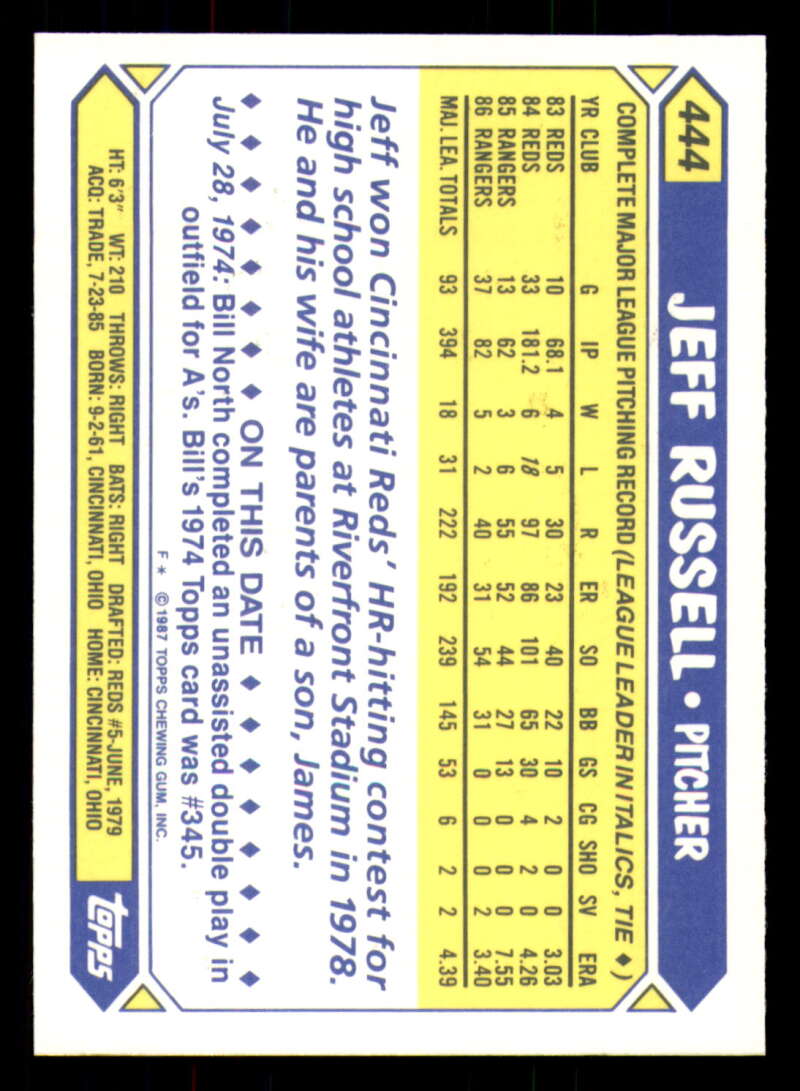 444 JEFF RUSSELL • PITCHER
COMPLETE MAJOR LEAGUE PITCHING RECORD (LEAGUE LEADER IN ITALICS, TIE ♦)
YR CLUB G IP W L R ER SO BB GS CG SHO SV ERA
83 REDS 10 68.1 4 5 30 23 40 22 10 2 0 0 3.03
84 REDS 33 181.2 6 18 97 86 101 65 30 4 2 0 4.26
85 RANGERS 13 62 3 6 55 52 44 27 13 0 0 0 7.55
86 RANGERS 37 82 5 2 40 31 54 31 0 0 0 2 3.40
MAJ. LEA. TOTALS 93 394 18 31 222 192 239 145 53 6 2 2 4.39
Jeff won Cincinnati Reds' HR-hitting contest for
high school athletes at Riverfront Stadium in 1978.
He and his wife are parents of a son, James.
♦ ♦ ♦ ♦ ♦ ♦ ♦ ON THIS DATE ♦ ♦ ♦ ♦ ♦ ♦ ♦
July 28, 1974: Bill North completed an unassisted double play in
outfield for A's. Bill's 1974 Topps card was #345.
F * ©1987 TOPPS CHEWING GUM, INC.
HT: 6'3" WT: 210 THROWS: RIGHT BATS: RIGHT DRAFTED: REDS #5-JUNE, 1979
ACQ: TRADE, 7-23-85 BORN: 9-2-61, CINCINNATI, OHIO HOME: CINCINNATI, OHIO
topps